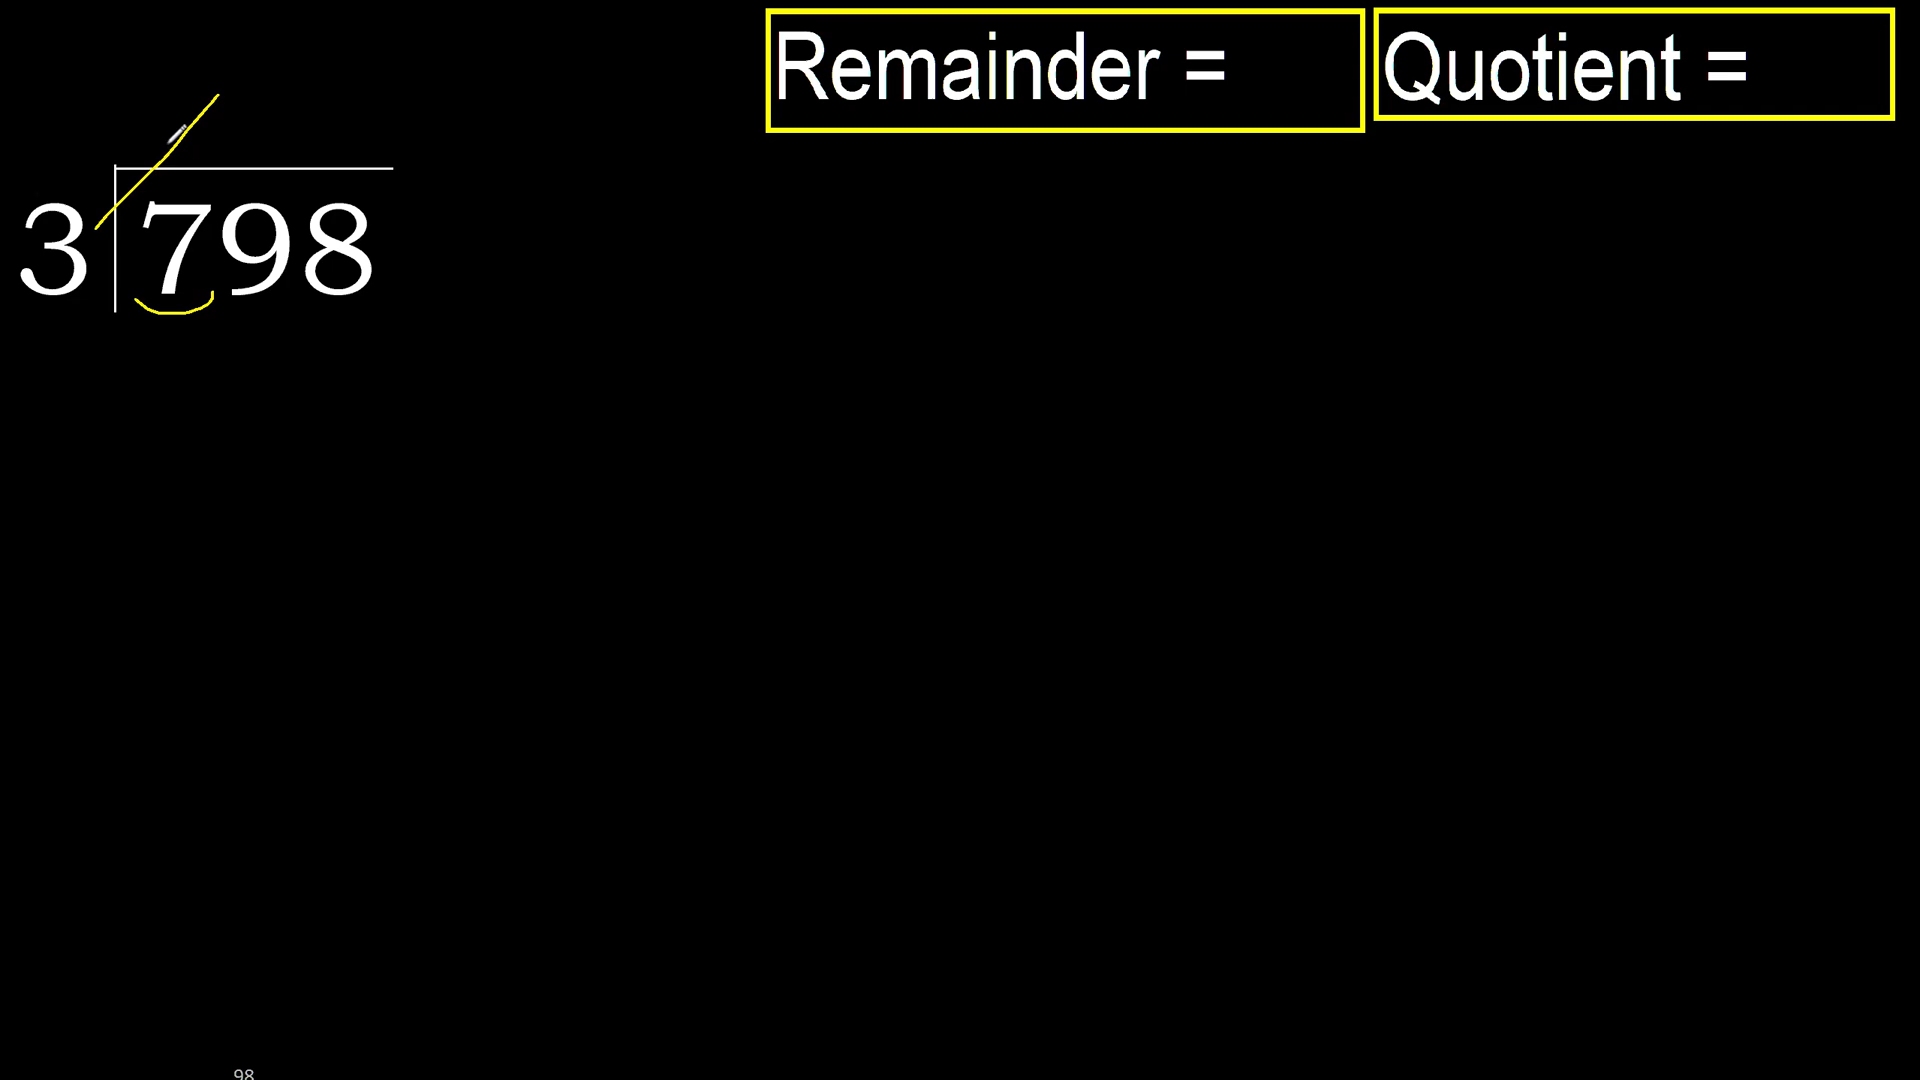 Remainder = Quotient =
3 798
98